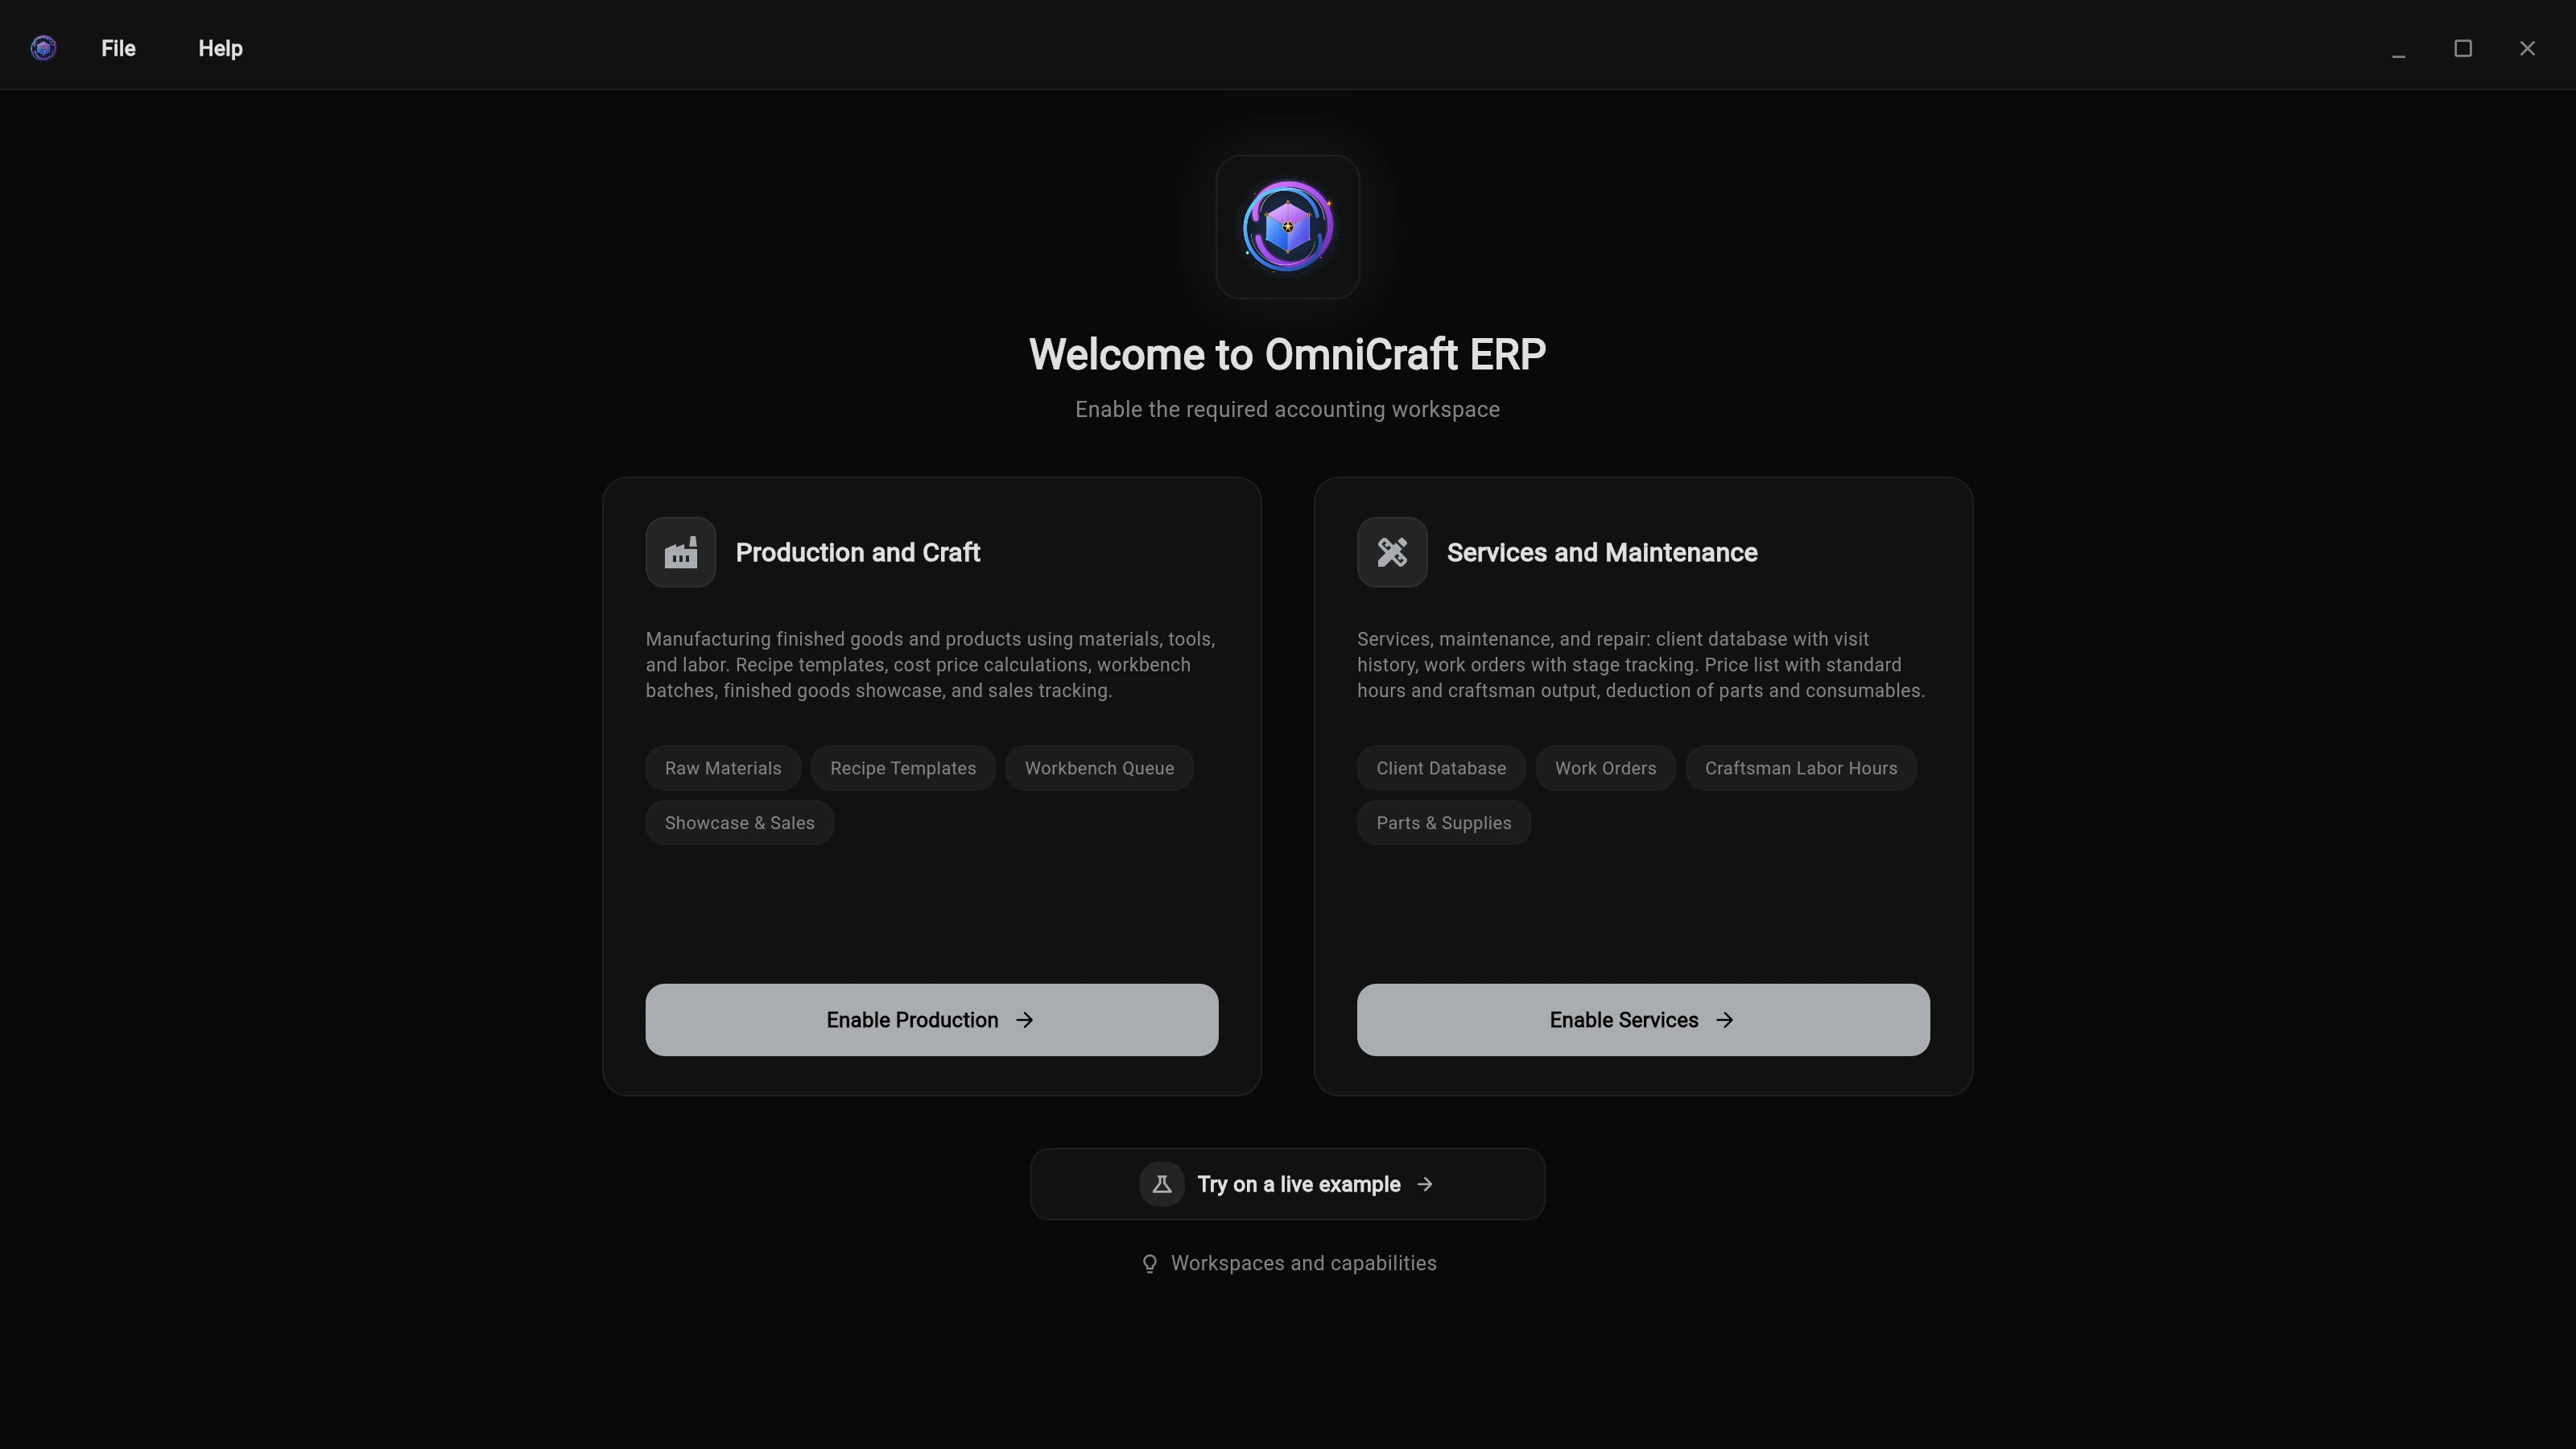 File
Help
Welcome to OmniCraft ERP
Enable the required accounting workspace
Production and Craft
Manufacturing finished goods and products using materials, tools,
and labor. Recipe templates, cost price calculations, workbench
batches, finished goods showcase, and sales tracking.
Raw Materials
Recipe Templates
Workbench Queue
Showcase & Sales
Enable Production
Services and Maintenance
Services, maintenance, and repair: client database with visit
history, work orders with stage tracking. Price list with standard
hours and craftsman output, deduction of parts and consumables.
Client Database
Work Orders
Craftsman Labor Hours
Parts & Supplies
Enable Services
Try on a live example
Workspaces and capabilities